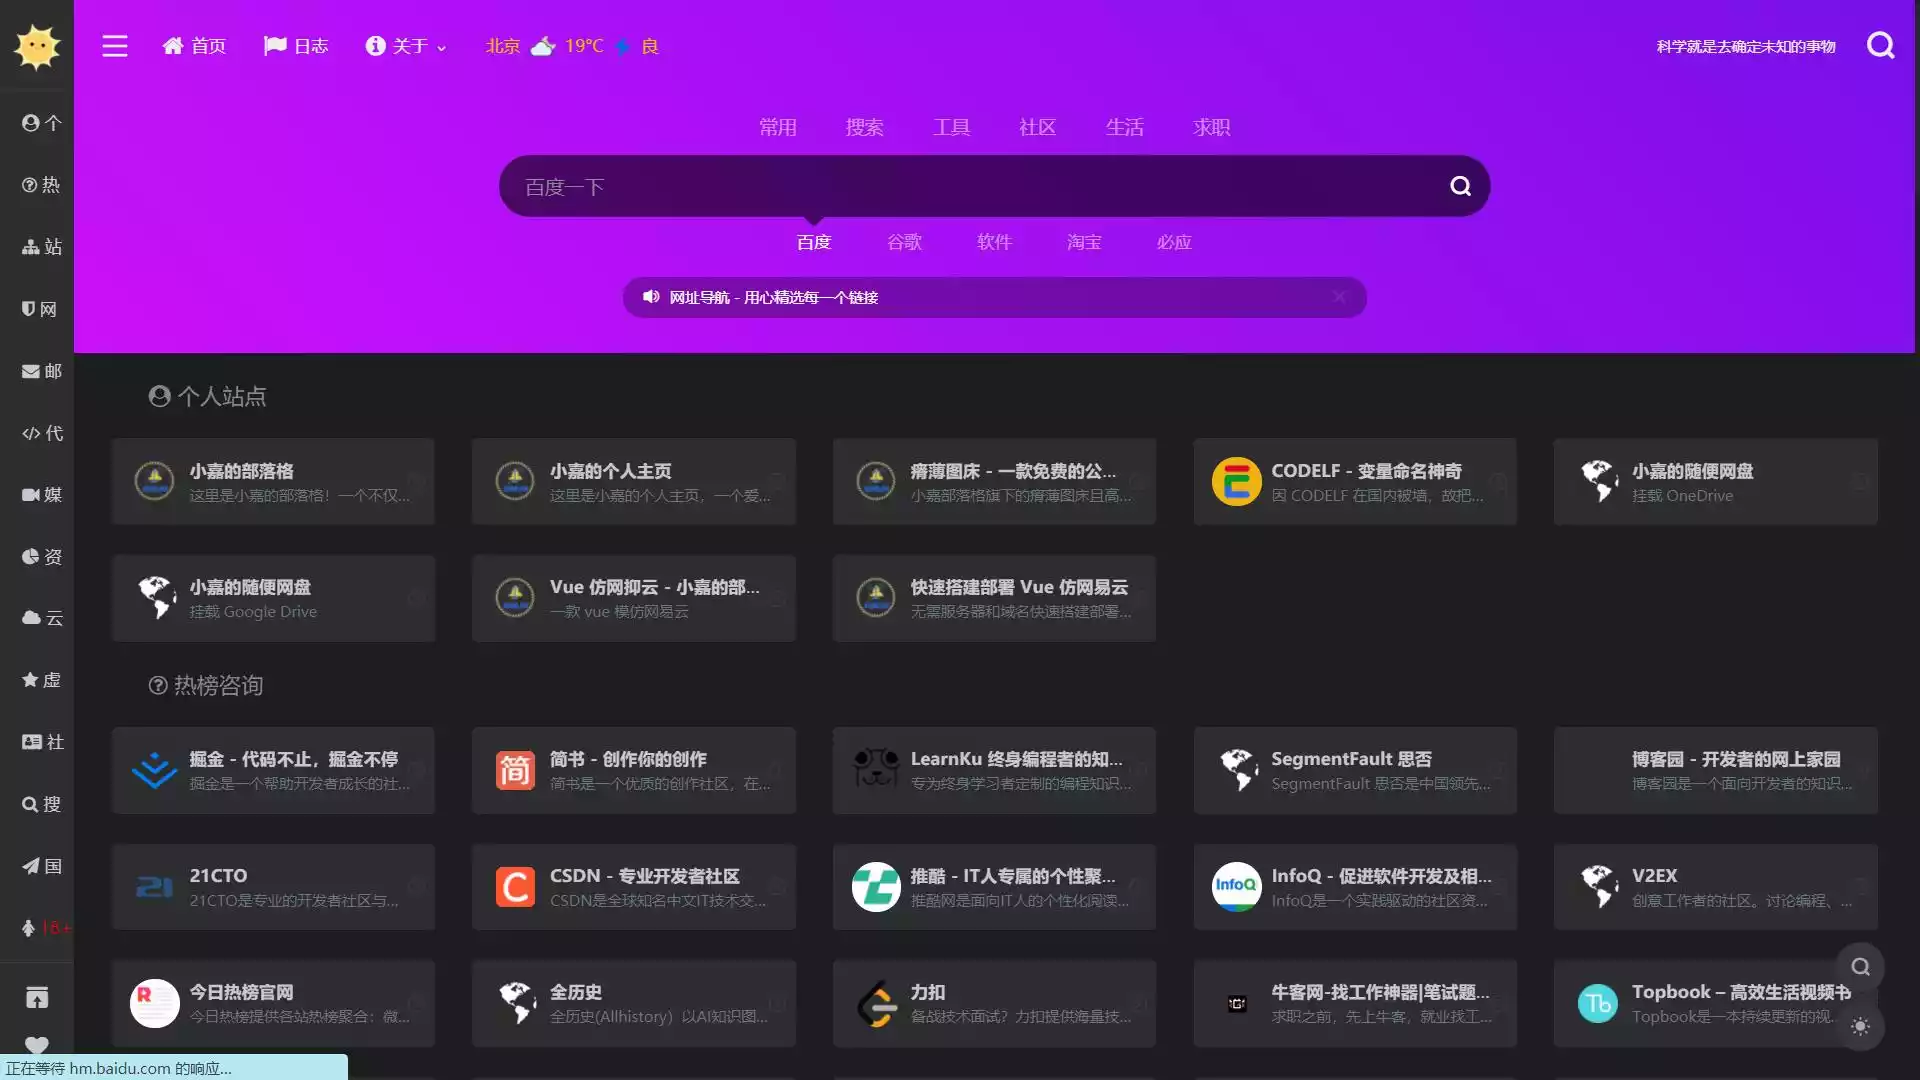 首页
日志
关于
北京 19°C 良
科学就是去确定未知的事物
个
热
站
网
邮
代
媒
资
云
虚
社
搜
国
18+
常用 搜索 工具 社区 生活 求职
百度一下
百度 谷歌 软件 淘宝 必应
网址导航 - 用心精选每一个链接
个人站点
小嘉的部落格
这里是小嘉的部落格！一个不仅...
小嘉的个人主页
这里是小嘉的个人主页，一个爱...
瘠薄图床 - 一款免费的公...
小嘉部落格旗下的瘠薄图床且高...
CODELF - 变量命名神奇
因 CODELF 在国内被墙，故把...
小嘉的随便网盘
挂载 OneDrive
小嘉的随便网盘
挂载 Google Drive
Vue 仿网抑云 - 小嘉的部...
一款 vue 模仿网易云
快速搭建部署 Vue 仿网易云
无需服务器和域名快速搭建部署...
热榜咨询
掘金 - 代码不止，掘金不停
掘金是一个帮助开发者成长的社...
简
简书 - 创作你的创作
简书是一个优质的创作社区，在...
LearnKu 终身编程者的知...
专为终身学习者定制的编程知识...
SegmentFault 思否
SegmentFault 思否是中国领先...
博客园 - 开发者的网上家园
博客园是一个面向开发者的知识...
21
21CTO
21CTO是专业的开发者社区与...
C
CSDN - 专业开发者社区
CSDN是全球知名中文IT技术交...
推酷 - IT人专属的个性聚...
推酷网是面向IT人的个性化阅读...
InfoQ
InfoQ - 促进软件开发及相...
InfoQ是一个实践驱动的社区资...
V2EX
创意工作者的社区。讨论编程、...
R
今日热榜官网
今日热榜提供各站热榜聚合：微...
全历史
全历史(Allhistory）以AI知识图...
力扣
备战技术面试？力扣提供海量技...
牛客网-找工作神器|笔试题...
求职之前，先上牛客，就业找工...
Tb
Topbook – 高效生活视频书
Topbook是一本持续更新的视...
正在等待 hm.baidu.com 的响应...